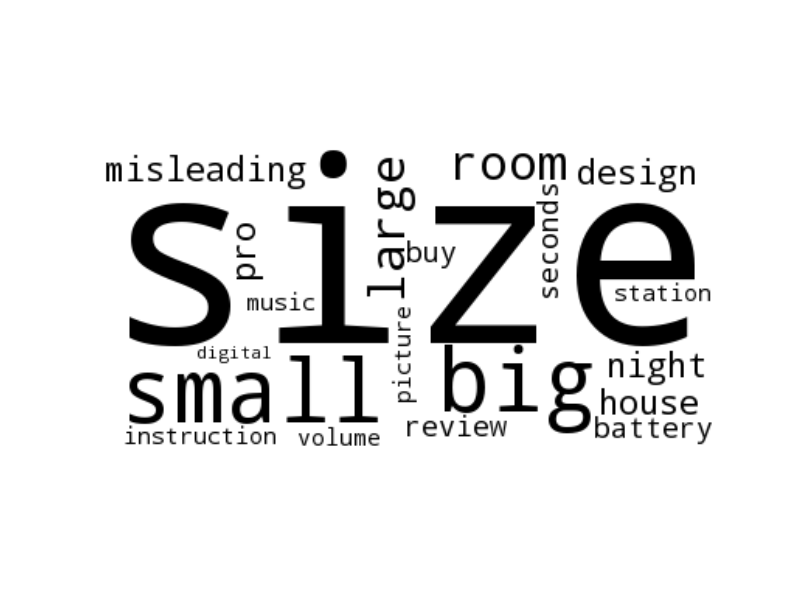 misleading
room
design
large
size
pro
seconds
buy
music
station
picture
digital
small
big
night
house
instruction
volume
review
battery